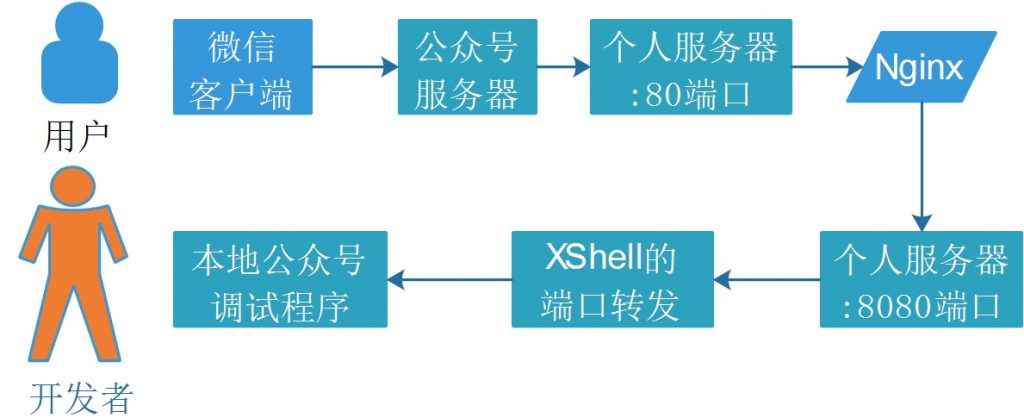 微信
客户端
公众号
服务器
个人服务器
:80端口
Nginx
用户
本地公众号
调试程序
XShell的
端口转发
个人服务器
:8080端口
开发者